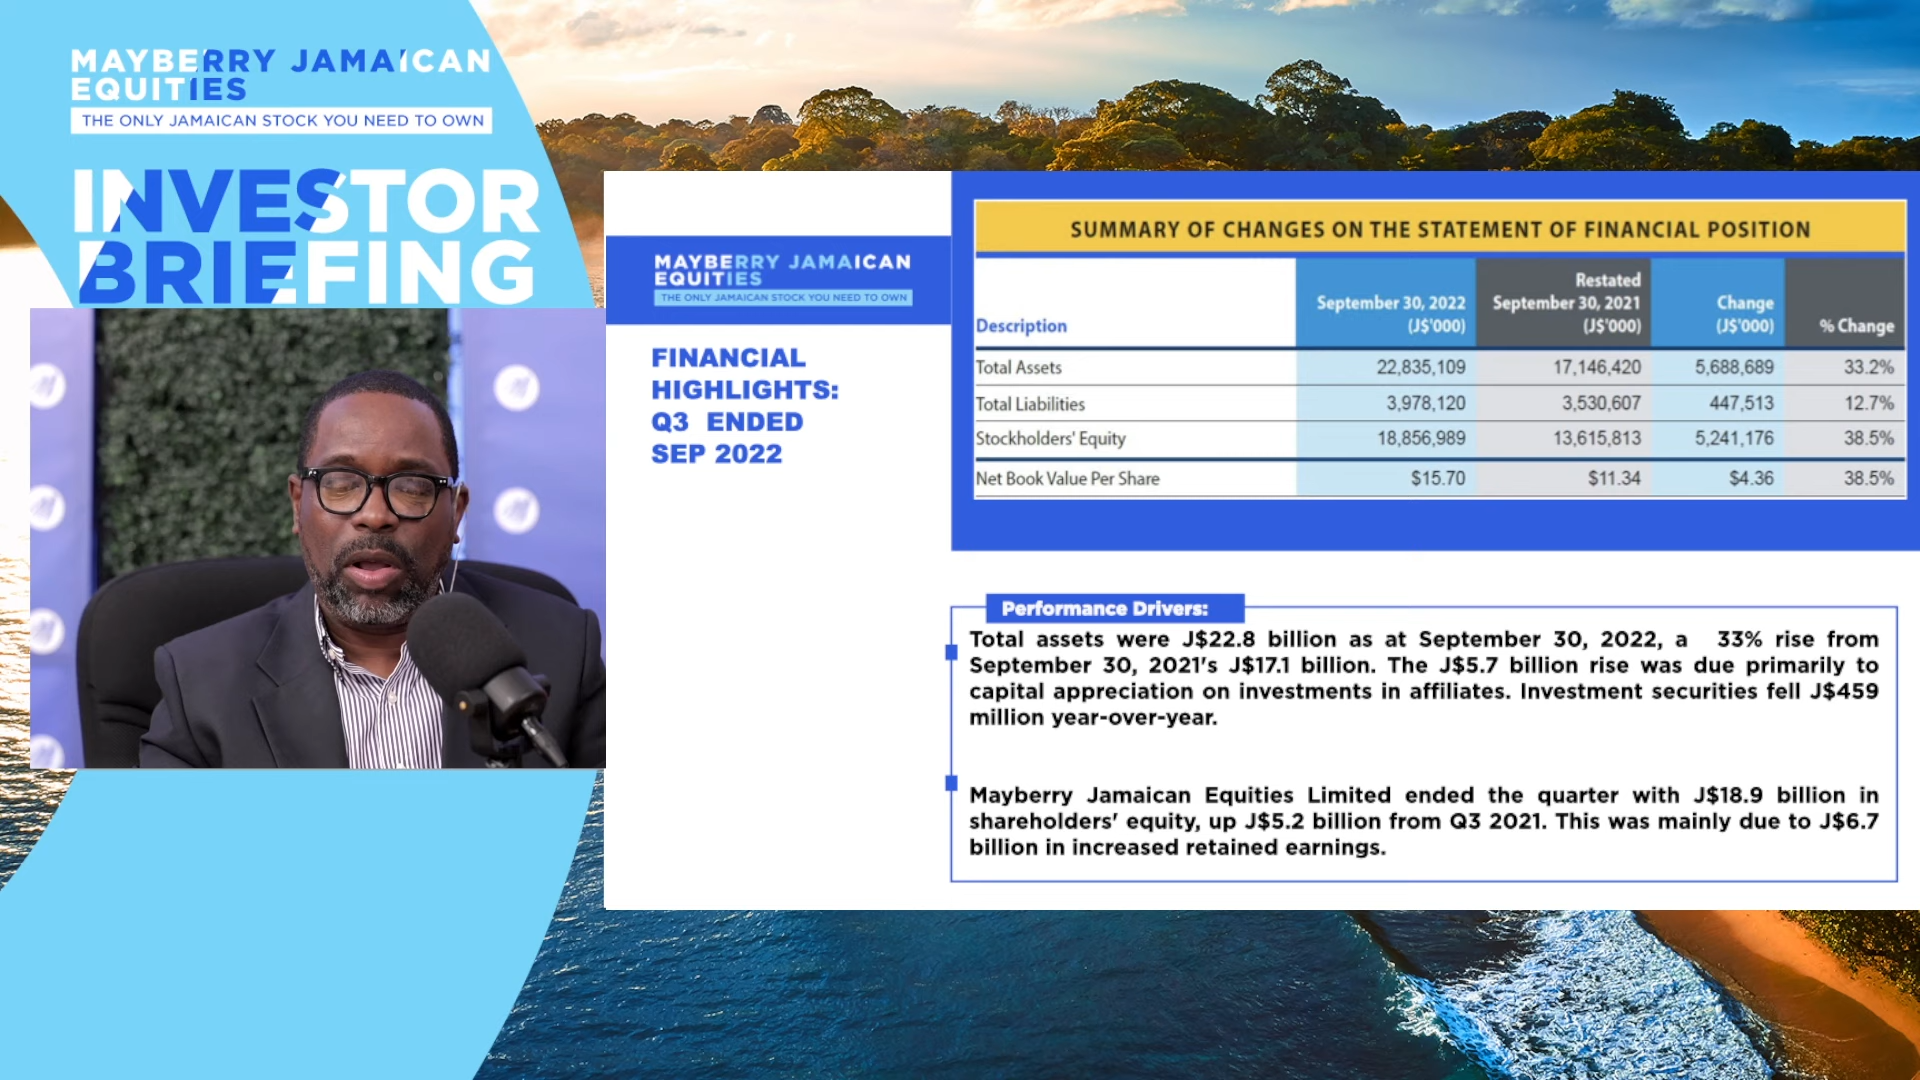 MAYBERRY JAMAICAN
EQUITIES
THE ONLY JAMAICAN STOCK YOU NEED TO OWN
INVESTOR
BRIEFING
MAYBERRY JAMAICAN
EQUITIES
THE ONLY JAMAICAN STOCK YOU NEED TO OWN
FINANCIAL
HIGHLIGHTS:
Q3 ENDED
SEP 2022
SUMMARY OF CHANGES ON THE STATEMENT OF FINANCIAL POSITION
Description September 30, 2022 (J$'000) Restated September 30, 2021 (J$'000) Change (J$'000) % Change
Total Assets 22,835,109 17,146,420 5,688,689 33.2%
Total Liabilities 3,978,120 3,530,607 447,513 12.7%
Stockholders' Equity 18,856,989 13,615,813 5,241,176 38.5%
Net Book Value Per Share $15.70 $11.34 $4.36 38.5%
Performance Drivers:
Total assets were J$22.8 billion as at September 30, 2022, a 33% rise from
September 30, 2021's J$17.1 billion. The J$5.7 billion rise was due primarily to
capital appreciation on investments in affiliates. Investment securities fell J$459
million year-over-year.
Mayberry Jamaican Equities Limited ended the quarter with J$18.9 billion in
shareholders' equity, up J$5.2 billion from Q3 2021. This was mainly due to J$6.7
billion in increased retained earnings.